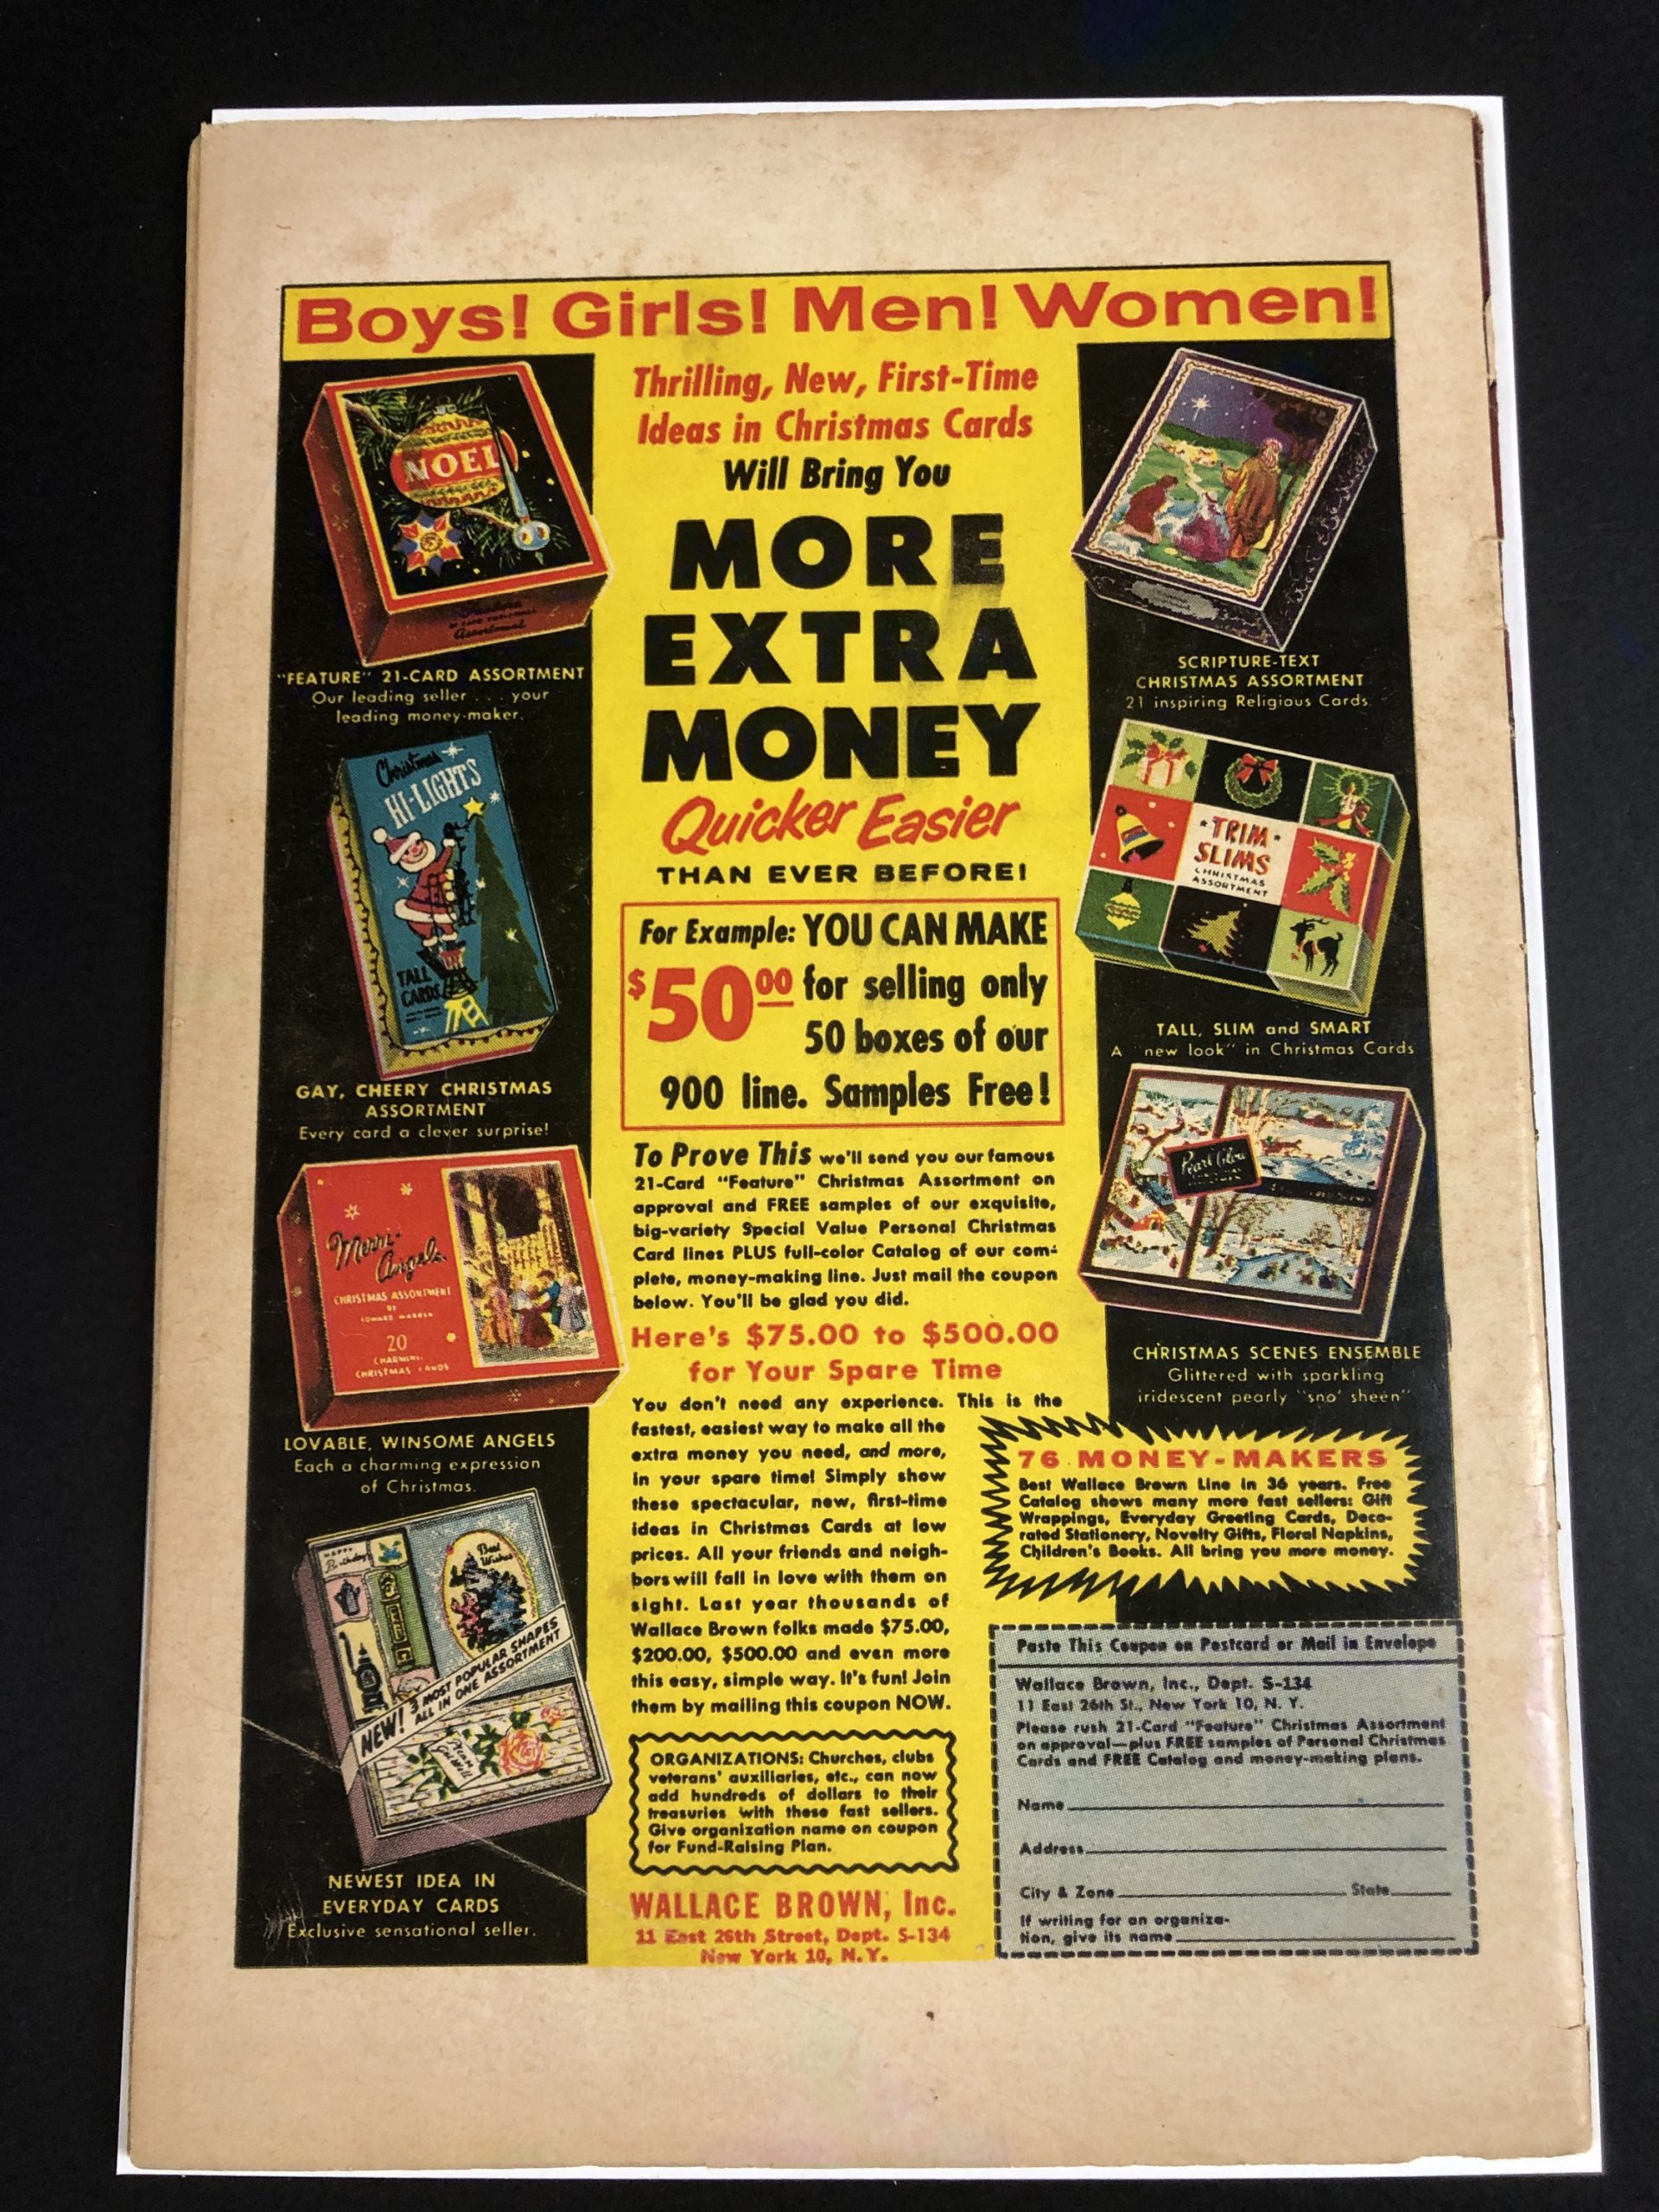 Boys! Girls! Men! Women!
NOEL
Assortment
"FEATURE" 21-CARD ASSORTMENT
Our leading seller . . . your
leading money-maker.
Christmas
HI-LIGHTS
TALL
CARDS
GAY, CHEERY CHRISTMAS
ASSORTMENT
Every card a clever surprise!
Merri-
Angels
CHRISTMAS ASSORTMENT
BY
20
CHARMING
CHRISTMAS CARDS
LOVABLE, WINSOME ANGELS
Each a charming expression
of Christmas.
HAPPY
Birthday
Best
Wishes
NEW! 3 MOST POPULAR SHAPES
ALL IN ONE ASSORTMENT
NEWEST IDEA IN
EVERYDAY CARDS
Exclusive sensational seller.
Thrilling, New, First-Time
Ideas in Christmas Cards
Will Bring You
MORE
EXTRA
MONEY
Quicker Easier
THAN EVER BEFORE!
For Example: YOU CAN MAKE
$50.00 for selling only
50 boxes of our
900 line. Samples Free!
To Prove This we'll send you our famous
21-Card "Feature" Christmas Assortment on
approval and FREE samples of our exquisite,
big-variety Special Value Personal Christmas
Card lines PLUS full-color Catalog of our com-
plete, money-making line. Just mail the coupon
below. You'll be glad you did.
Here's $75.00 to $500.00
for Your Spare Time
You don't need any experience. This is the
fastest, easiest way to make all the
extra money you need, and more,
in your spare time! Simply show
these spectacular, new, first-time
ideas in Christmas Cards at low
prices. All your friends and neigh-
bors will fall in love with them on
sight. Last year thousands of
Wallace Brown folks made $75.00,
$200.00, $500.00 and even more
this easy, simple way. It's fun! Join
them by mailing this coupon NOW.
ORGANIZATIONS: Churches, clubs
veterans' auxiliaries, etc., can now
add hundreds of dollars to their
treasuries with these fast sellers.
Give organization name on coupon
for Fund-Raising Plan.
WALLACE BROWN, Inc.
11 East 26th Street, Dept. S-134
New York 10, N.Y.
SCRIPTURE-TEXT
CHRISTMAS ASSORTMENT
21 inspiring Religious Cards.
TRIM
SLIMS
CHRISTMAS
ASSORTMENT
TALL, SLIM and SMART
A "new look" in Christmas Cards
Pearl Glow
CHRISTMAS SCENES ENSEMBLE
Glittered with sparkling
iridescent pearly "sno' sheen"
76 MONEY-MAKERS
Best Wallace Brown Line in 36 years. Free
Catalog shows many more fast sellers: Gift
Wrappings, Everyday Greeting Cards, Deco-
rated Stationery, Novelty Gifts, Floral Napkins,
Children's Books. All bring you more money.
Paste This Coupon on Postcard or Mail in Envelope
Wallace Brown, Inc., Dept. S-134
11 East 26th St., New York 10, N. Y.
Please rush 21-Card "Feature" Christmas Assortment
on approval—plus FREE samples of Personal Christmas
Cards and FREE Catalog and money-making plans.
Name
Address
City & Zone State
If writing for an organiza-
tion, give its name